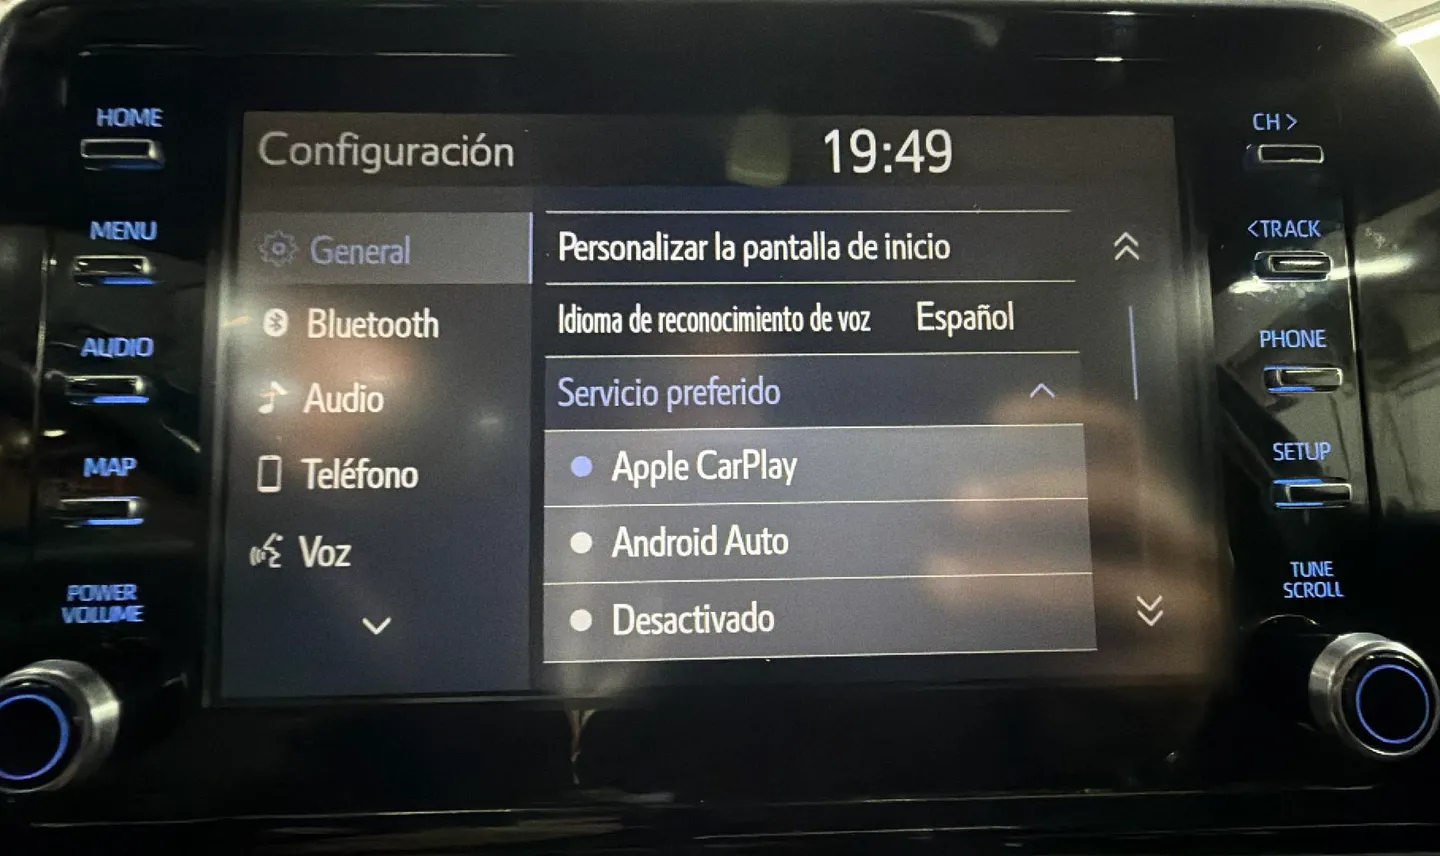 HOME
MENU
AUDIO
MAP
POWER
VOLUME
Configuración
19:49
General
Bluetooth
Audio
Teléfono
Voz
Personalizar la pantalla de inicio
Idioma de reconocimiento de voz Español
Servicio preferido
Apple CarPlay
Android Auto
Desactivado
CH >
<TRACK
PHONE
SETUP
TUNE
SCROLL